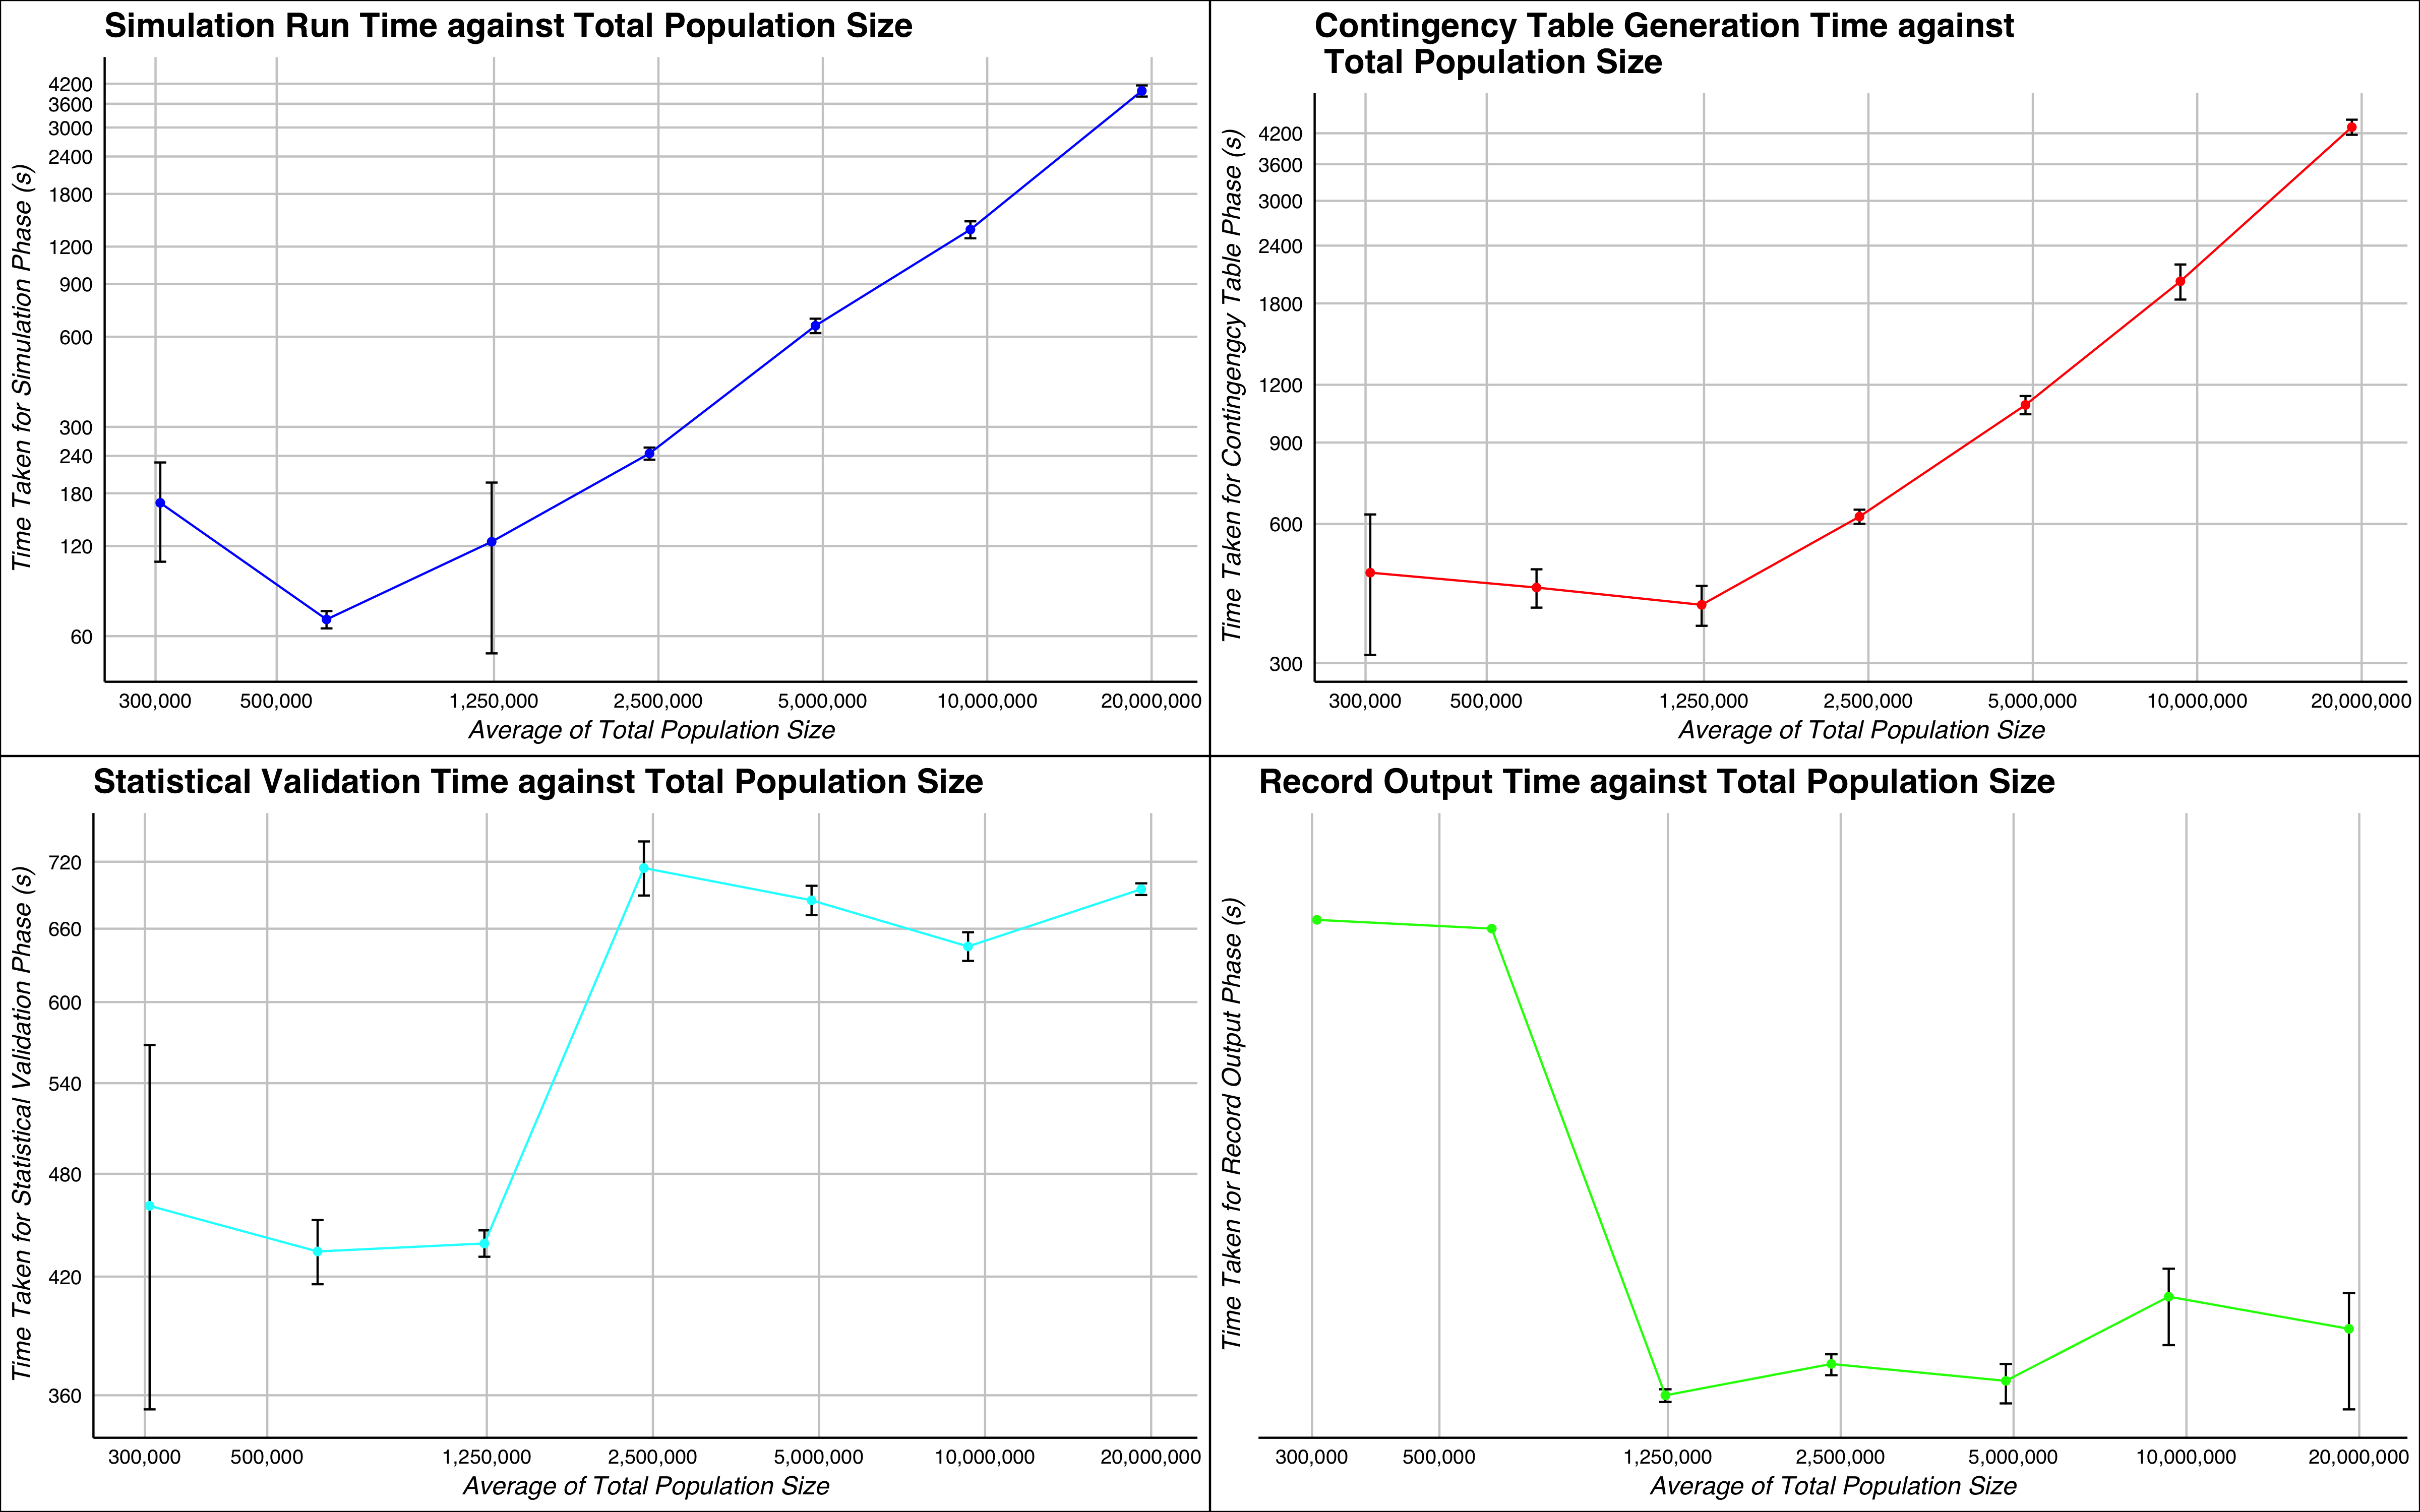 Simulation Run Time against Total Population Size
Time Taken for Simulation Phase (s)
4200
3600
3000
2400
1800
1200
900
600
300
240
180
120
60
300,000 500,000 1,250,000 2,500,000 5,000,000 10,000,000 20,000,000
Average of Total Population Size
Contingency Table Generation Time against
Total Population Size
Time Taken for Contingengcy Table Phase (s)
4200
3600
3000
2400
1800
1200
900
600
300
300,000 500,000 1,250,000 2,500,000 5,000,000 10,000,000 20,000,000
Average of Total Population Size
Statistical Validation Time against Total Population Size
Time Taken for Statistical Validation Phase (s)
720
660
600
540
480
420
360
300,000 500,000 1,250,000 2,500,000 5,000,000 10,000,000 20,000,000
Average of Total Population Size
Record Output Time against Total Population Size
Time Taken for Record Output Phase (s)
300,000 500,000 1,250,000 2,500,000 5,000,000 10,000,000 20,000,000
Average of Total Population Size